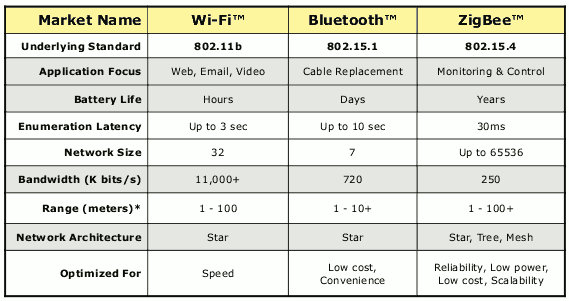 Market Name Wi-Fi™ Bluetooth™ ZigBee™
Underlying Standard 802.11b 802.15.1 802.15.4
Application Focus Web, Email, Video Cable Replacement Monitoring & Control
Battery Life Hours Days Years
Enumeration Latency Up to 3 sec Up to 10 sec 30ms
Network Size 32 7 Up to 65536
Bandwidth (K bits/s) 11,000+ 720 250
Range (meters)* 1 - 100 1 - 10+ 1 - 100+
Network Architecture Star Star Star, Tree, Mesh
Optimized For Speed Low cost, Convenience Reliability, Low power, Low cost, Scalability